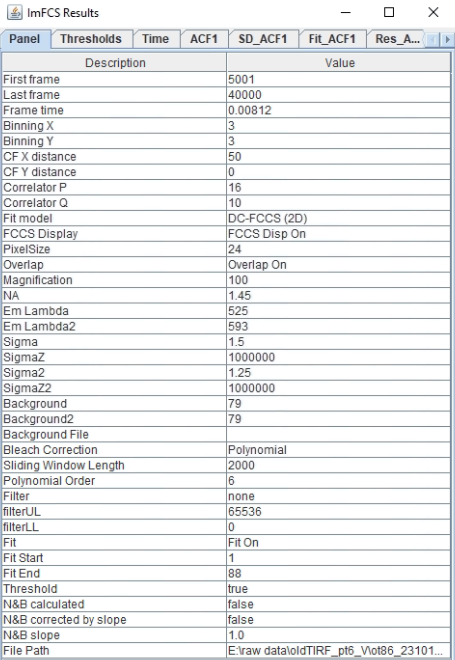 ImFCS Results
Panel Thresholds Time ACF1 SD_ACF1 Fit_ACF1 Res_A...
Description Value
First frame 5001
Last frame 40000
Frame time 0.00812
Binning X 3
Binning Y 3
CF X distance 50
CF Y distance 0
Correlator P 16
Correlator Q 10
Fit model DC-FCCS (2D)
FCCS Display FCCS Disp On
PixelSize 24
Overlap Overlap On
Magnification 100
NA 1.45
Em Lambda 525
Em Lambda2 593
Sigma 1.5
SigmaZ 1000000
Sigma2 1.25
SigmaZ2 1000000
Background 79
Background2 79
Background File
Bleach Correction Polynomial
Sliding Window Length 2000
Polynomial Order 6
Filter none
filterUL 65536
filterLL 0
Fit Fit On
Fit Start 1
Fit End 88
Threshold true
N&B calculated false
N&B corrected by slope false
N&B slope 1.0
File Path E:\raw data\oldTIRF_pt6_V\ot86_23101...